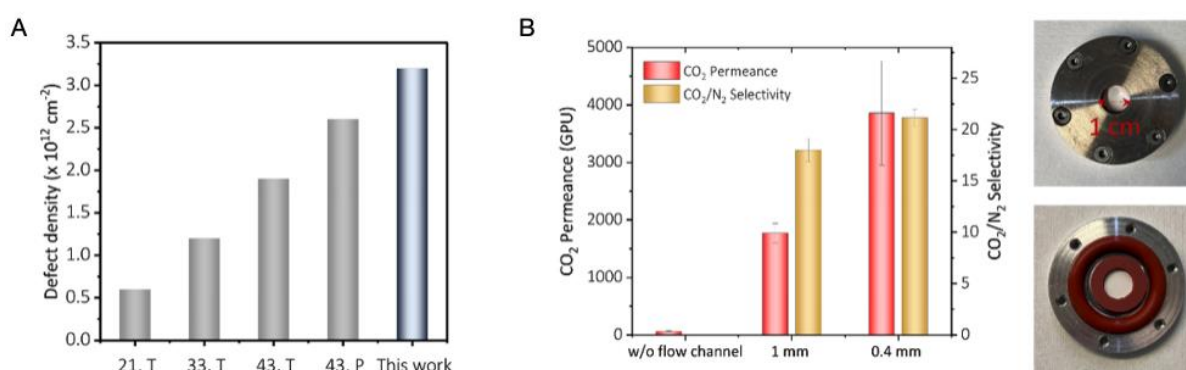 A
Defect density (x 10¹² cm⁻²)
3.5
3.0
2.5
2.0
1.5
1.0
0.5
0.0
21, T 33, T 43, T 43, P This work
B
CO₂ Permeance (GPU)
5000
4000
3000
2000
1000
0
CO₂ Permeance
CO₂/N₂ Selectivity
w/o flow channel 1 mm 0.4 mm
25
20
15
10
5
0
CO₂/N₂ Selectivity
1 cm